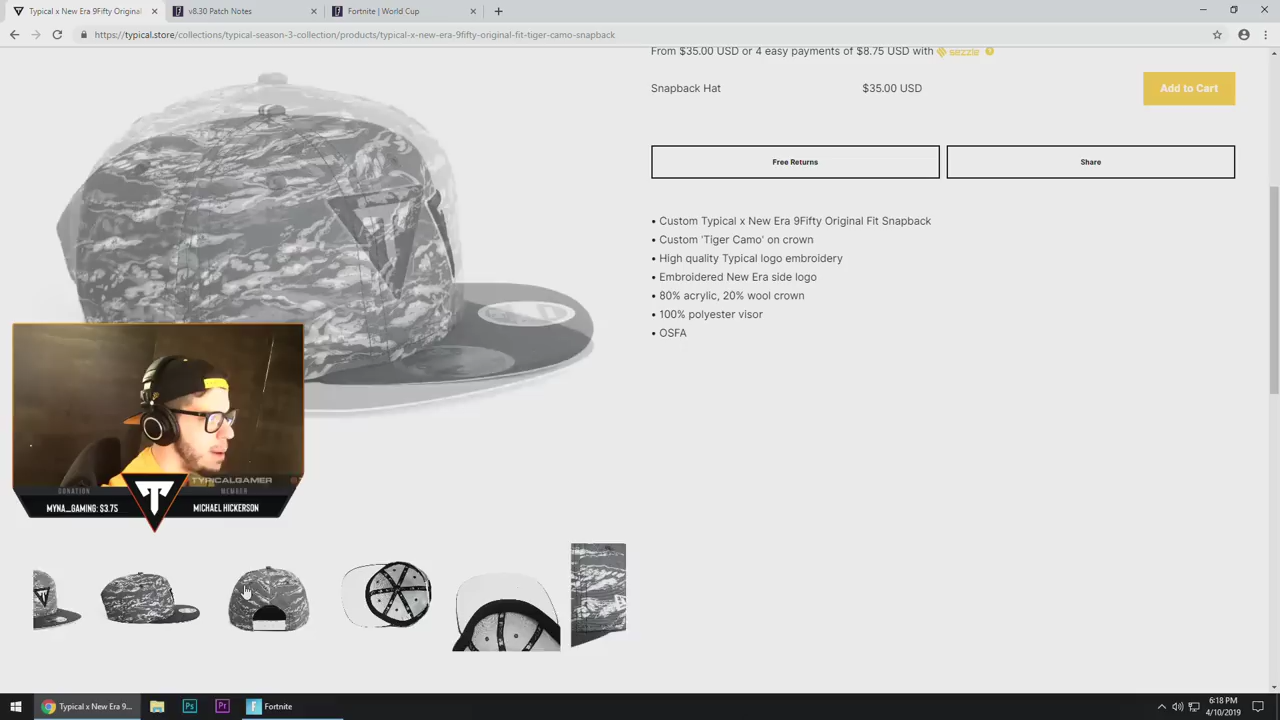 Typical x New Era 9Fifty Original
v8.30 Patch Notes
Fortnite | World Cup
https://typical.store/collections/typical-season-3-collection/products/typical-x-new-era-9fifty-original-fit-tiger-camo-snapback
From $35.00 USD or 4 easy payments of $8.75 USD with sezzle
Snapback Hat $35.00 USD Add to Cart
Free Returns Share
• Custom Typical x New Era 9Fifty Original Fit Snapback
• Custom 'Tiger Camo' on crown
• High quality Typical logo embroidery
• Embroidered New Era side logo
• 80% acrylic, 20% wool crown
• 100% polyester visor
• OSFA
TYPICALGAMER
DONATION MEMBER
MYNA_GAMING: $3.75 MICHAEL HICKERSON
Typical x New Era 9...
Ps
Pr
Fortnite
6:18 PM
4/10/2019